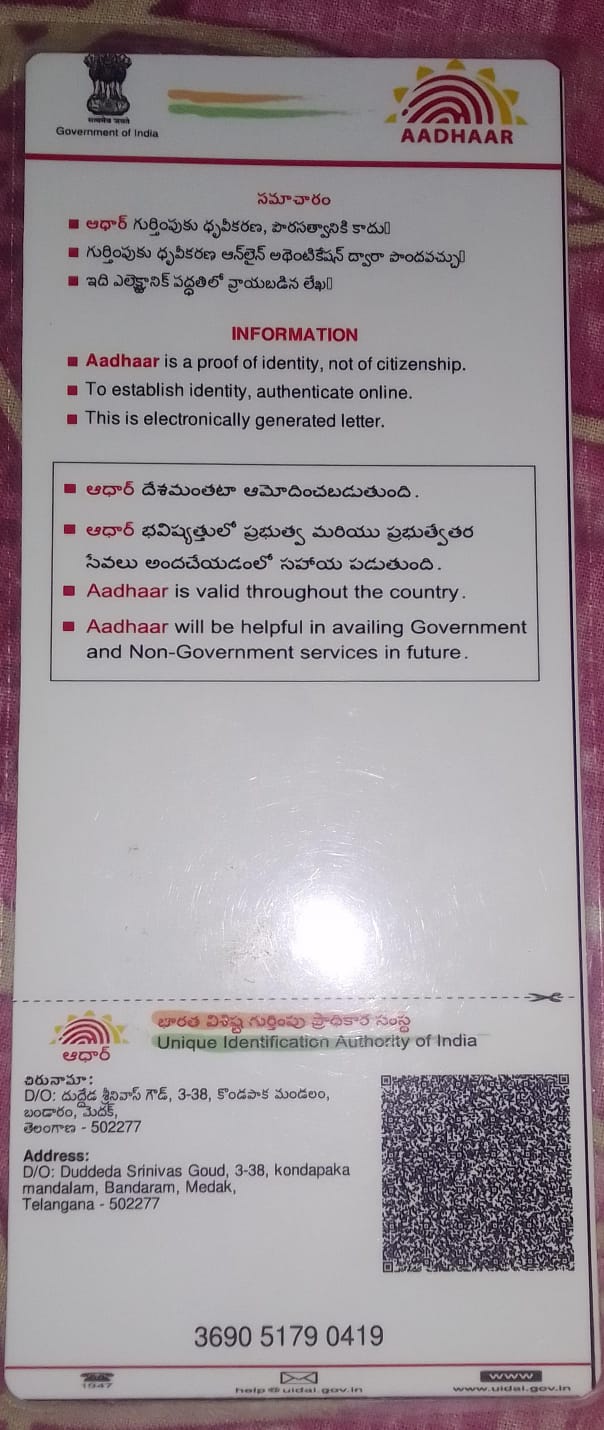 सत्यमेव जयते
Government of India
AADHAAR
సమాచారం
ఆధార్ గుర్తింపుకు ధృవీకరణ, పౌరసత్వానికి కాదు
గుర్తింపుకు ధృవీకరణ ఆన్‌లైన్ అథెంటికేషన్ ద్వారా పొందవచ్చు
ఇది ఎలెక్ట్రానిక్ పద్ధతిలో వ్రాయబడిన లేఖ
INFORMATION
Aadhaar is a proof of identity, not of citizenship.
To establish identity, authenticate online.
This is electronically generated letter.
ఆధార్ దేశమంతటా ఆమోదించబడుతుంది.
ఆధార్ భవిష్యత్తులో ప్రభుత్వ మరియు ప్రభుత్వేతర
సేవలు అందచేయడంలో సహాయ పడుతుంది.
Aadhaar is valid throughout the country.
Aadhaar will be helpful in availing Government
and Non-Government services in future.
భారత విశిష్ట గుర్తింపు ప్రాధికార సంస్థ
Unique Identification Authority of India
ఆధార్
చిరునామా:
D/O: దుద్దేడ శ్రీనివాస్ గౌడ్, 3-38, కొండపాక మండలం,
బండారం, మెదక్,
తెలంగాణ - 502277
Address:
D/O: Duddeda Srinivas Goud, 3-38, kondapaka
mandalam, Bandaram, Medak,
Telangana - 502277
3690 5179 0419
1947
help@uidai.gov.in
WWW
www.uidai.gov.in